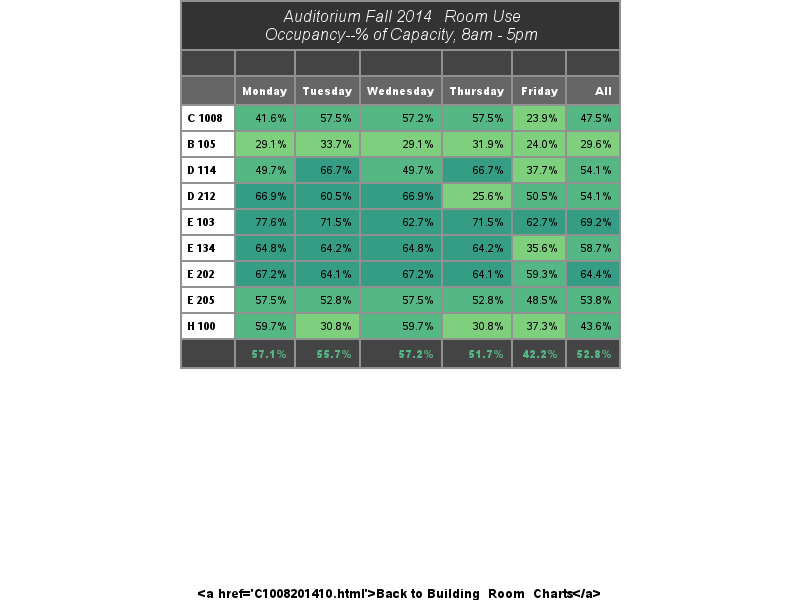 Auditorium Fall 2014   Room Use
Occupancy--% of Capacity, 8am - 5pm
Monday Tuesday Wednesday Thursday Friday All
C 1008 41.6% 57.5% 57.2% 57.5% 23.9% 47.5%
B 105 29.1% 33.7% 29.1% 31.9% 24.0% 29.6%
D 114 49.7% 66.7% 49.7% 66.7% 37.7% 54.1%
D 212 66.9% 60.5% 66.9% 25.6% 50.5% 54.1%
E 103 77.6% 71.5% 62.7% 71.5% 62.7% 69.2%
E 134 64.8% 64.2% 64.8% 64.2% 35.6% 58.7%
E 202 67.2% 64.1% 67.2% 64.1% 59.3% 64.4%
E 205 57.5% 52.8% 57.5% 52.8% 48.5% 53.8%
H 100 59.7% 30.8% 59.7% 30.8% 37.3% 43.6%
57.1% 55.7% 57.2% 51.7% 42.2% 52.8%
<a href='C1008201410.html'>Back to Building  Room  Charts</a>